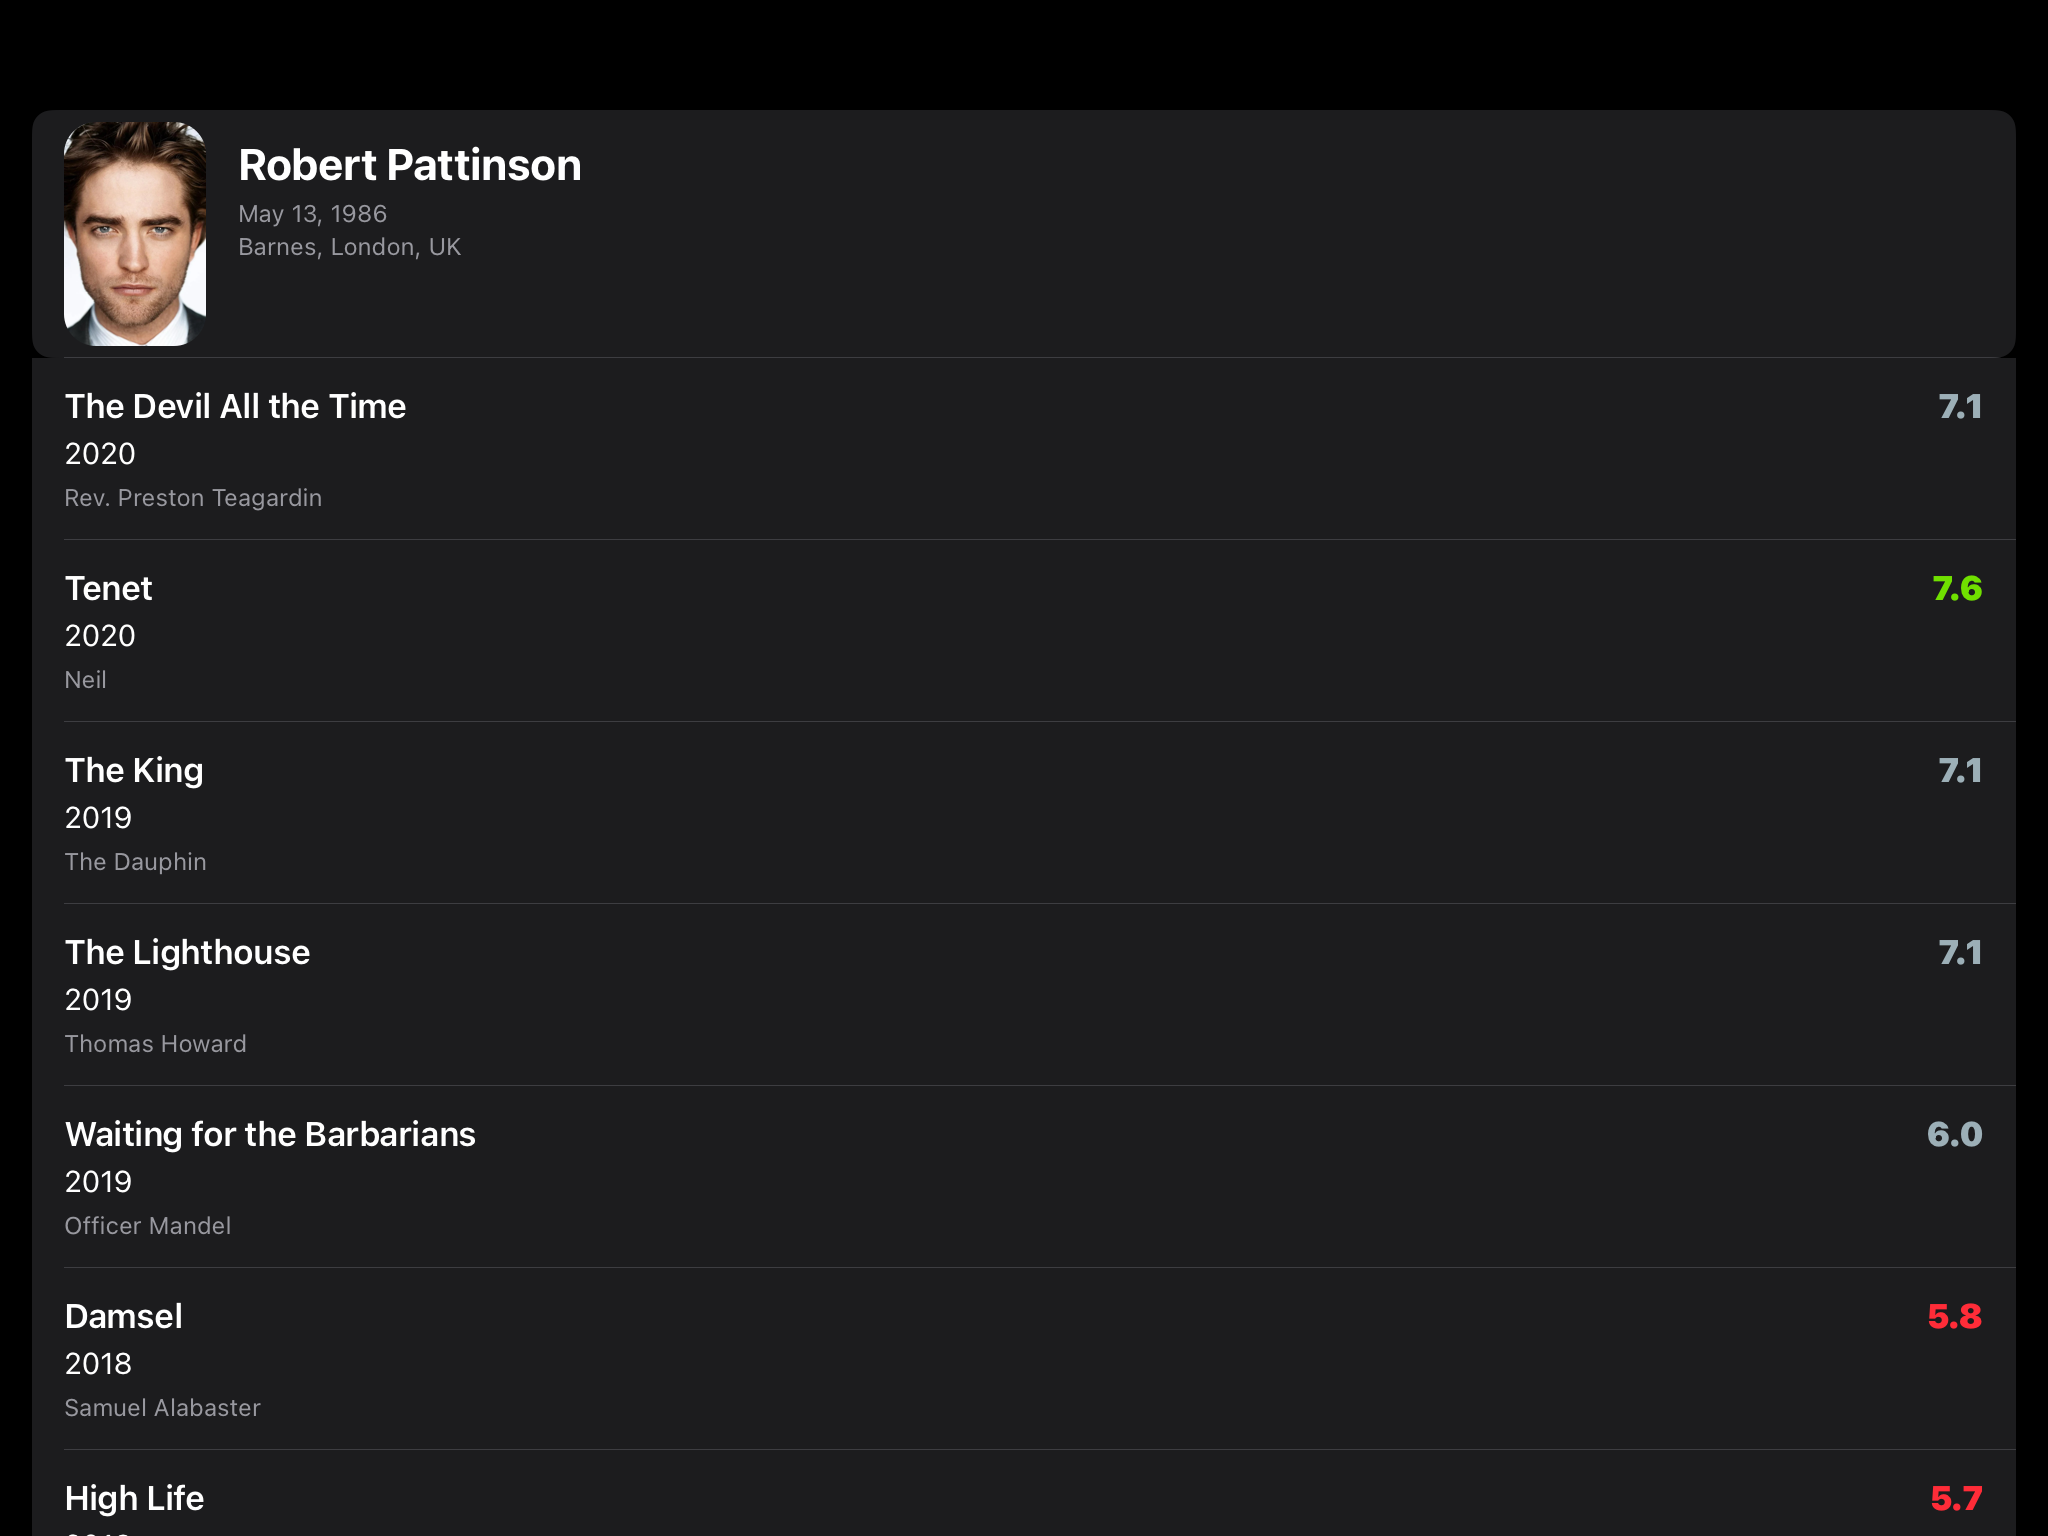 Robert Pattinson
May 13, 1986
Barnes, London, UK
The Devil All the Time
7.1
2020
Rev. Preston Teagardin
Tenet
7.6
2020
Neil
The King
7.1
2019
The Dauphin
The Lighthouse
7.1
2019
Thomas Howard
Waiting for the Barbarians
6.0
2019
Officer Mandel
Damsel
5.8
2018
Samuel Alabaster
High Life
5.7